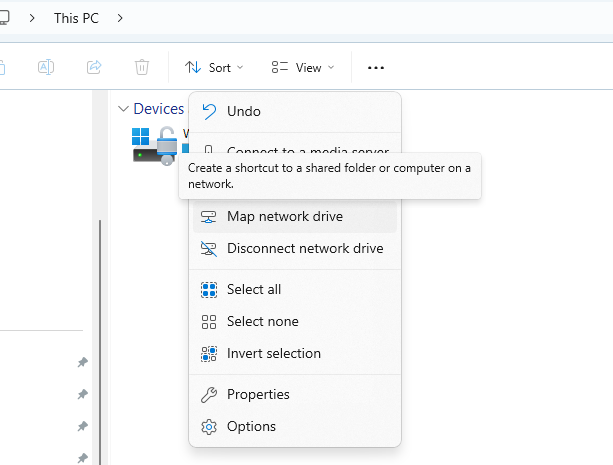 This PC
Sort
View
Devices
Undo
Connect to a media server
Create a shortcut to a shared folder or computer on a
network.
Map network drive
Disconnect network drive
Select all
Select none
Invert selection
Properties
Options